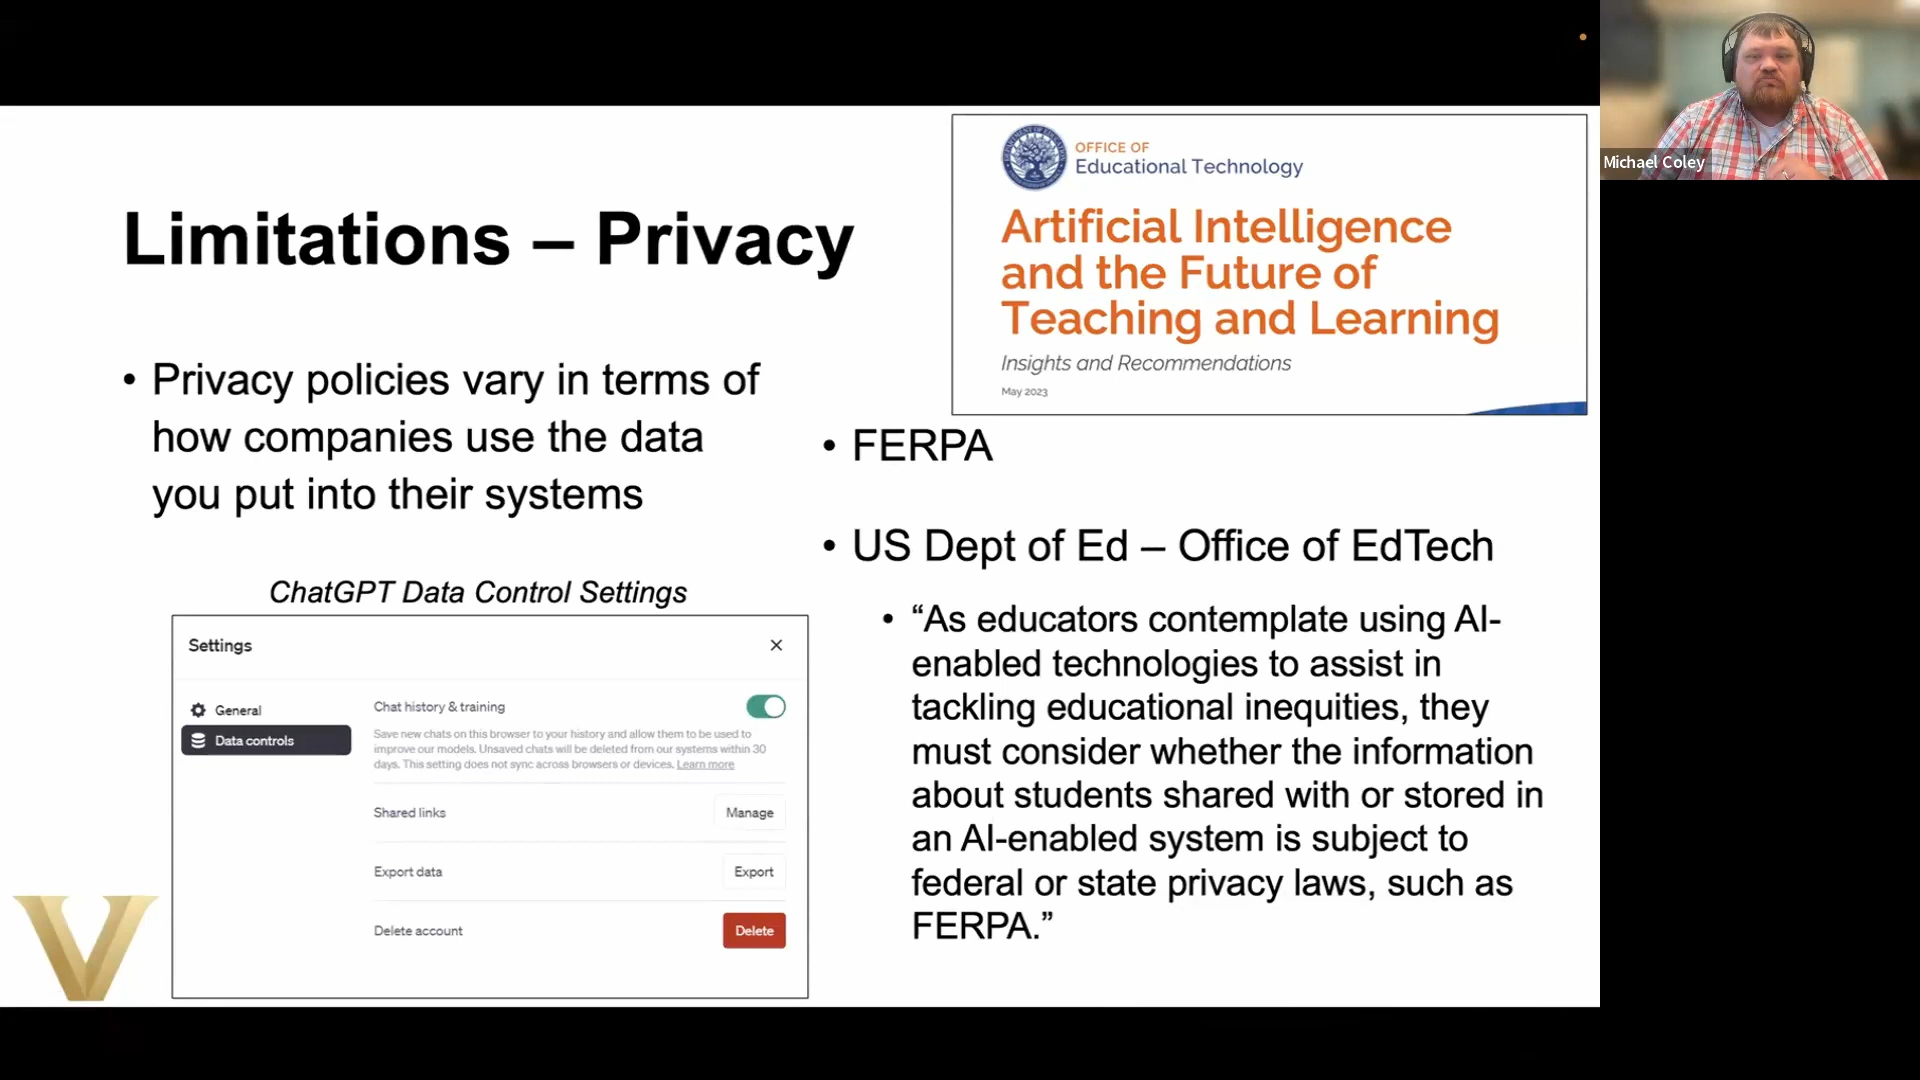 Michael Coley
Limitations – Privacy
• Privacy policies vary in terms of
how companies use the data
you put into their systems
ChatGPT Data Control Settings
Settings
General
Data controls
Chat history & training
Save new chats on this browser to your history and allow them to be used to
improve our models. Unsaved chats will be deleted from our systems within 30
days. This setting does not sync across browsers or devices. Learn more
Shared links
Manage
Export data
Export
Delete account
Delete
V
OFFICE OF
Educational Technology
Artificial Intelligence
and the Future of
Teaching and Learning
Insights and Recommendations
May 2023
• FERPA
• US Dept of Ed – Office of EdTech
• “As educators contemplate using AI-
enabled technologies to assist in
tackling educational inequities, they
must consider whether the information
about students shared with or stored in
an AI-enabled system is subject to
federal or state privacy laws, such as
FERPA.”